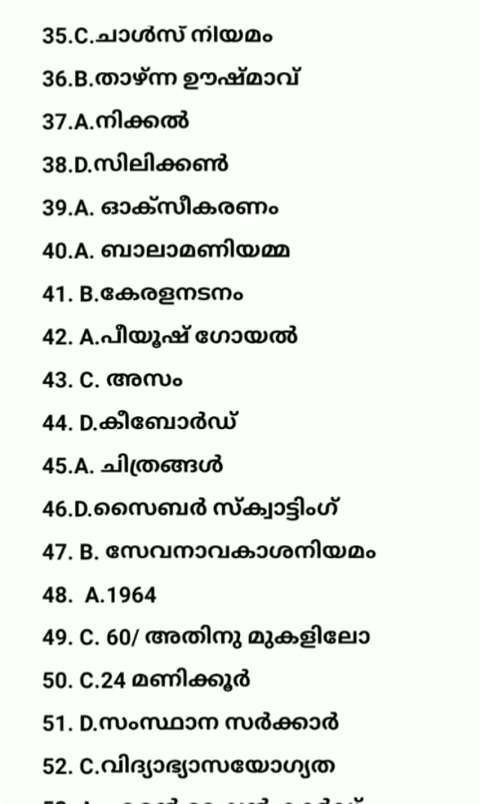 35.C.ചാൾസ് നിയമം
36.B.താഴ്ന്ന ഊഷ്മാവ്
37.A.നിക്കൽ
38.D.സിലിക്കൺ
39.A. ഓക്സീകരണം
40.A. ബാലാമണിയമ്മ
41. B.കേരളനടനം
42. A.പീയൂഷ് ഗോയൽ
43. C. അസം
44. D.കീബോർഡ്
45.A. ചിത്രങ്ങൾ
46.D.സൈബർ സ്ക്വാട്ടിംഗ്
47. B. സേവനാവകാശനിയമം
48. A.1964
49. C. 60/ അതിനു മുകളിലോ
50. C.24 മണിക്കൂർ
51. D.സംസ്ഥാന സർക്കാർ
52. C.വിദ്യാഭ്യാസയോഗ്യത